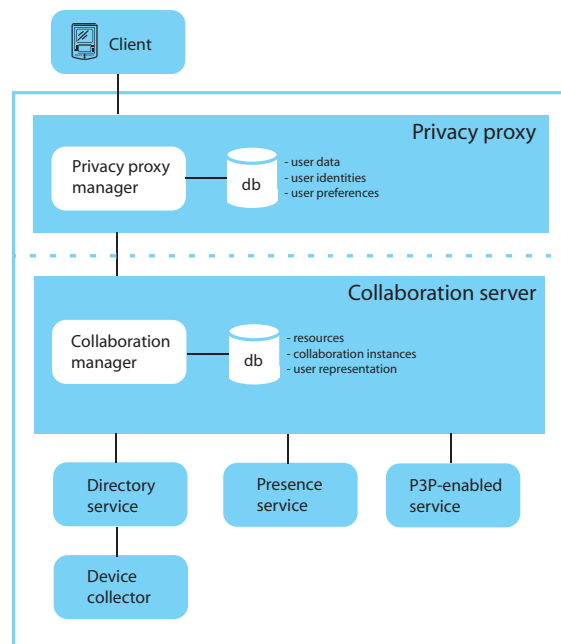 Client
Privacy proxy
Privacy proxy
manager
db
- user data
- user identities
- user preferences
Collaboration server
Collaboration
manager
db
- resources
- collaboration instances
- user representation
Directory
service
Presence
service
P3P-enabled
service
Device
collector